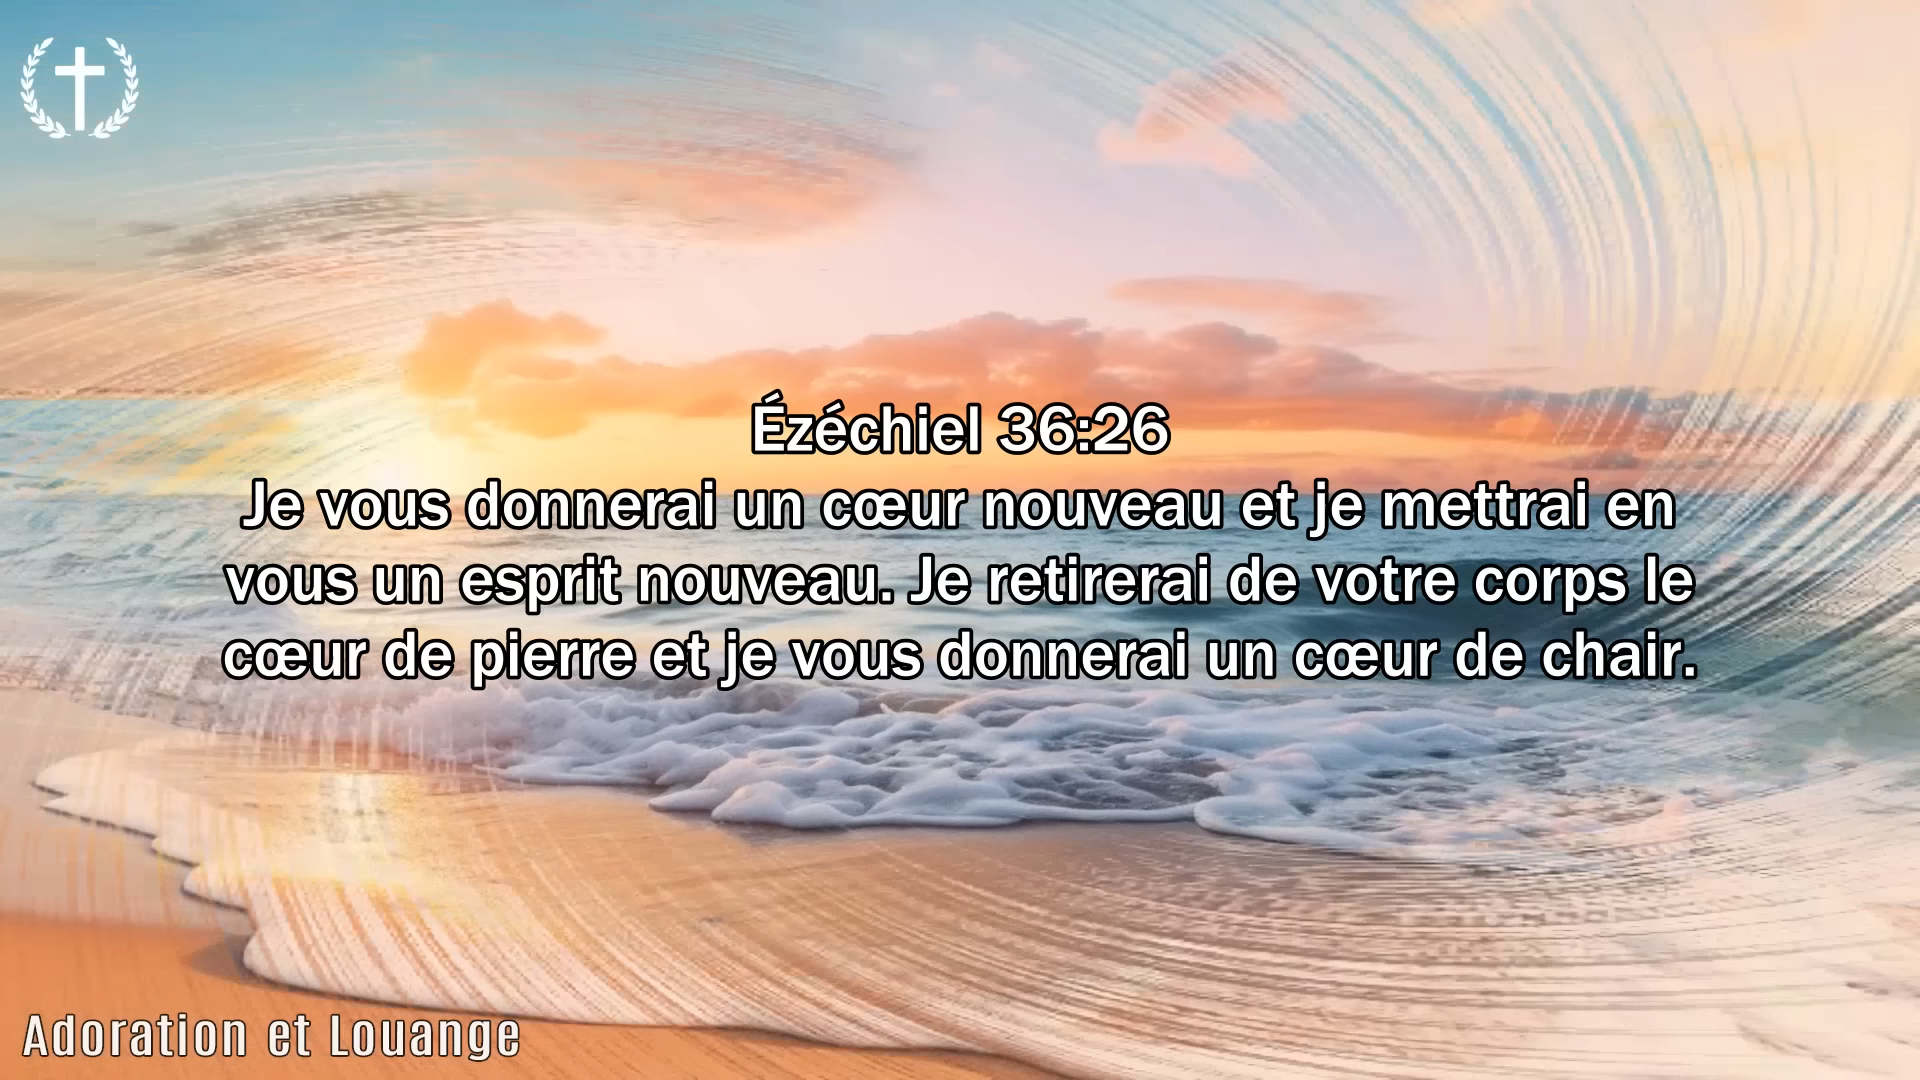 Ézéchiel 36:26
Je vous donnerai un cœur nouveau et je mettrai en
vous un esprit nouveau. Je retirerai de votre corps le
cœur de pierre et je vous donnerai un cœur de chair.
Adoration et Louange